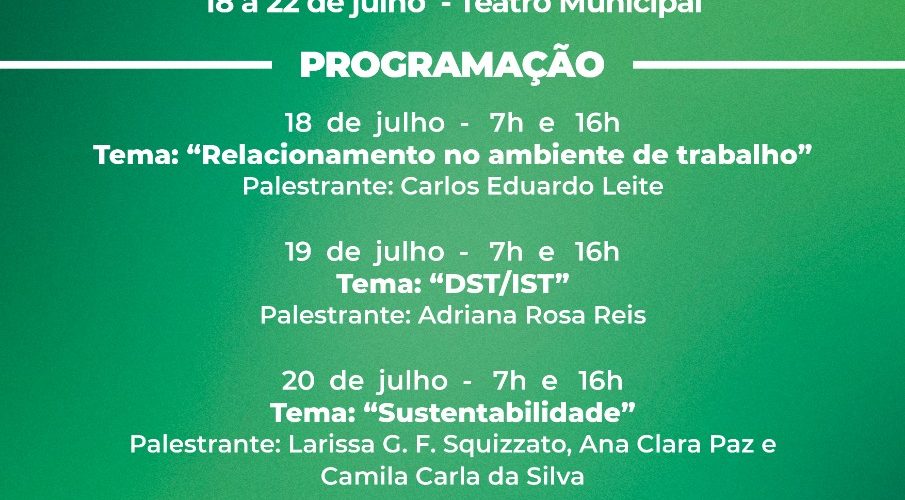 18 a 22 de julho - Teatro Municipal
PROGRAMAÇÃO
18 de julho - 7h e 16h
Tema: “Relacionamento no ambiente de trabalho”
Palestrante: Carlos Eduardo Leite
19 de julho - 7h e 16h
Tema: “DST/IST”
Palestrante: Adriana Rosa Reis
20 de julho - 7h e 16h
Tema: “Sustentabilidade”
Palestrante: Larissa G. F. Squizzato, Ana Clara Paz e
Camila Carla da Silva